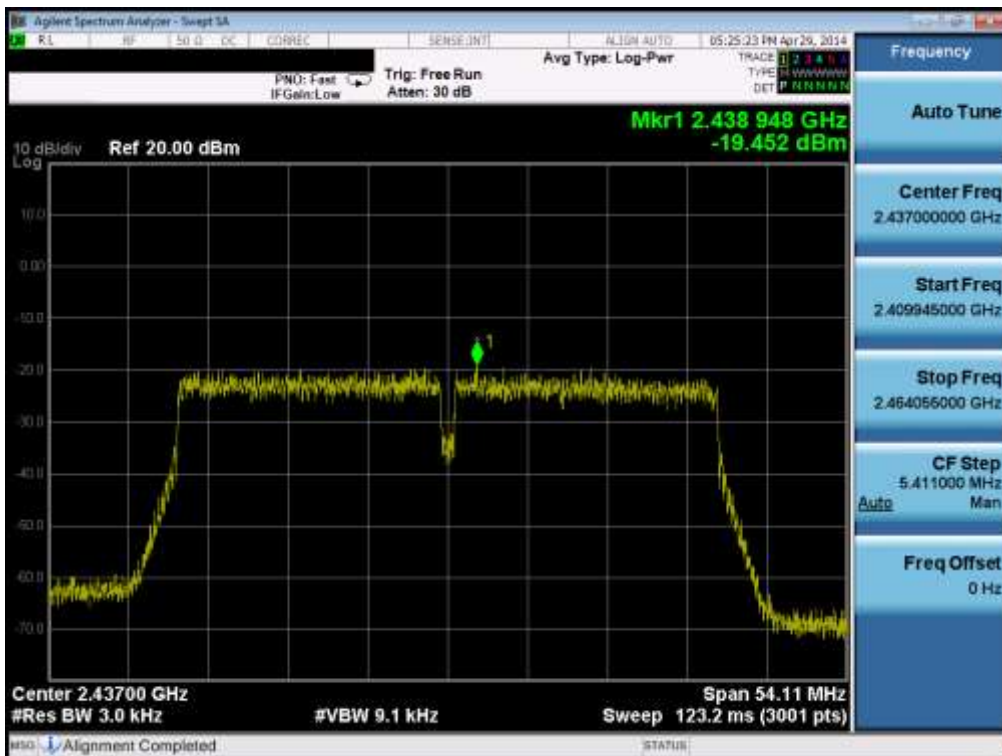 Agilent Spectrum Analyzer - Swept SA
RL RF 50 Ω DC CORREC SENSE:INT ALIGN AUTO 05:25:23 PM Apr 29, 2014
Frequency
Avg Type: Log-Pwr
TRACE 1 2 3 4 5 6
PNO: Fast Trig: Free Run
TYPE M WWWWW
IFGain:Low Atten: 30 dB
DET P N N N N N
Auto Tune
Mkr1 2.438 948 GHz
-19.452 dBm
10 dB/div Ref 20.00 dBm
Log
10.0
0.00
-10.0
-20.0
-30.0
-40.0
-50.0
-60.0
-70.0
1
Center Freq
2.437000000 GHz
Start Freq
2.409945000 GHz
Stop Freq
2.464055000 GHz
CF Step
5.411000 MHz
Auto Man
Freq Offset
0 Hz
Center 2.43700 GHz Span 54.11 MHz
#Res BW 3.0 kHz #VBW 9.1 kHz Sweep 123.2 ms (3001 pts)
MSG Alignment Completed STATUS